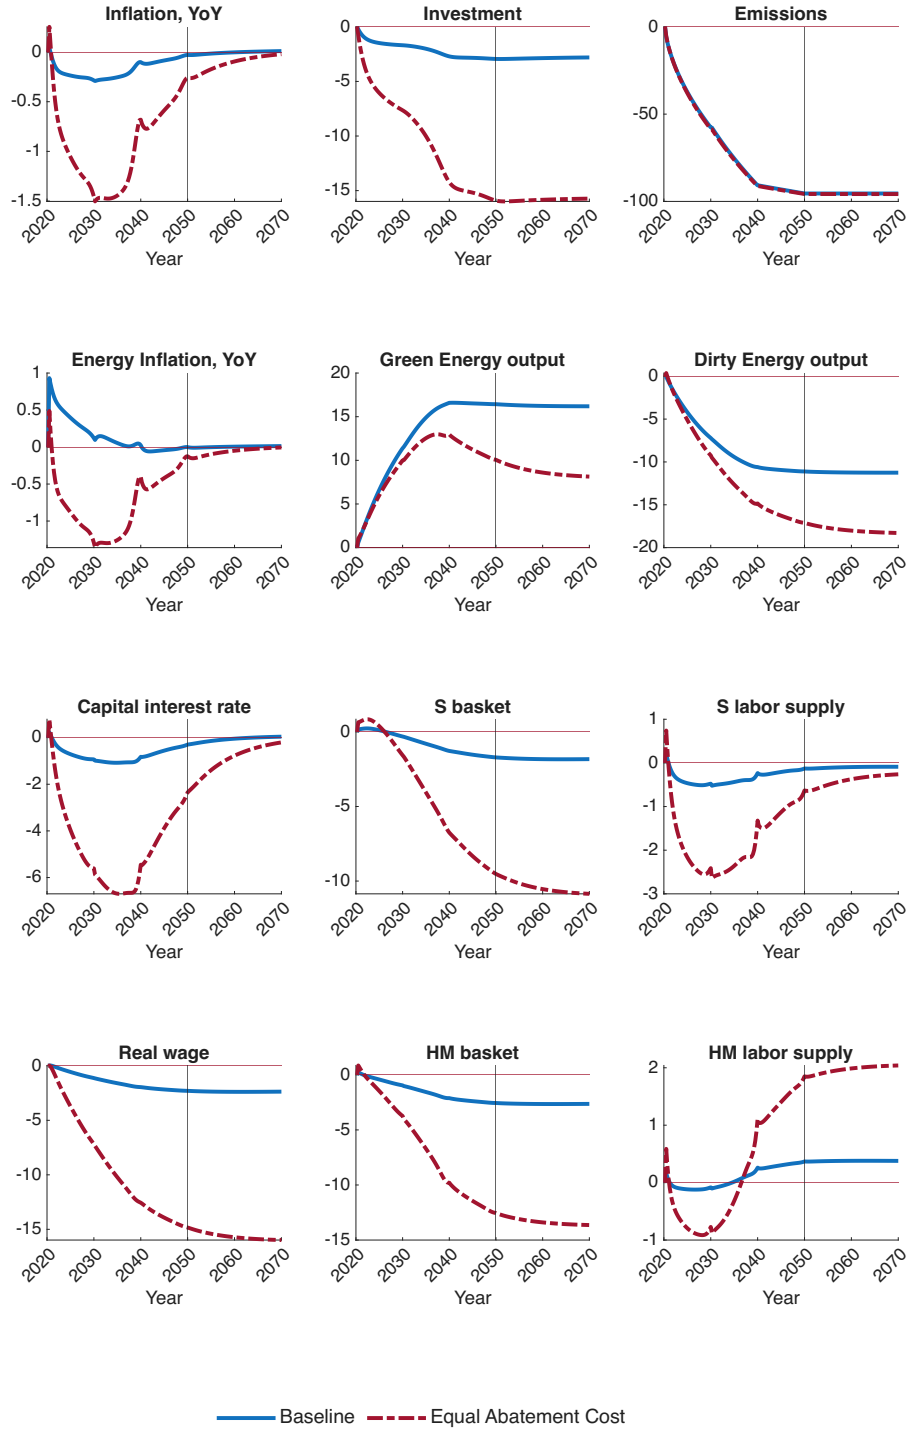 Inflation, YoY
0
-0.5
-1
-1.5
2020 2030 2040 2050 2060 2070
Year
Investment
0
-5
-10
-15
2020 2030 2040 2050 2060 2070
Year
Emissions
0
-50
-100
2020 2030 2040 2050 2060 2070
Year
Energy Inflation, YoY
1
0.5
0
-0.5
-1
2020 2030 2040 2050 2060 2070
Year
Green Energy output
20
15
10
5
0
2020 2030 2040 2050 2060 2070
Year
Dirty Energy output
0
-5
-10
-15
-20
2020 2030 2040 2050 2060 2070
Year
Capital interest rate
0
-2
-4
-6
2020 2030 2040 2050 2060 2070
Year
S basket
0
-5
-10
2020 2030 2040 2050 2060 2070
Year
S labor supply
1
0
-1
-2
-3
2020 2030 2040 2050 2060 2070
Year
Real wage
0
-5
-10
-15
2020 2030 2040 2050 2060 2070
Year
HM basket
0
-5
-10
-15
2020 2030 2040 2050 2060 2070
Year
HM labor supply
2
1
0
-1
2020 2030 2040 2050 2060 2070
Year
Baseline Equal Abatement Cost